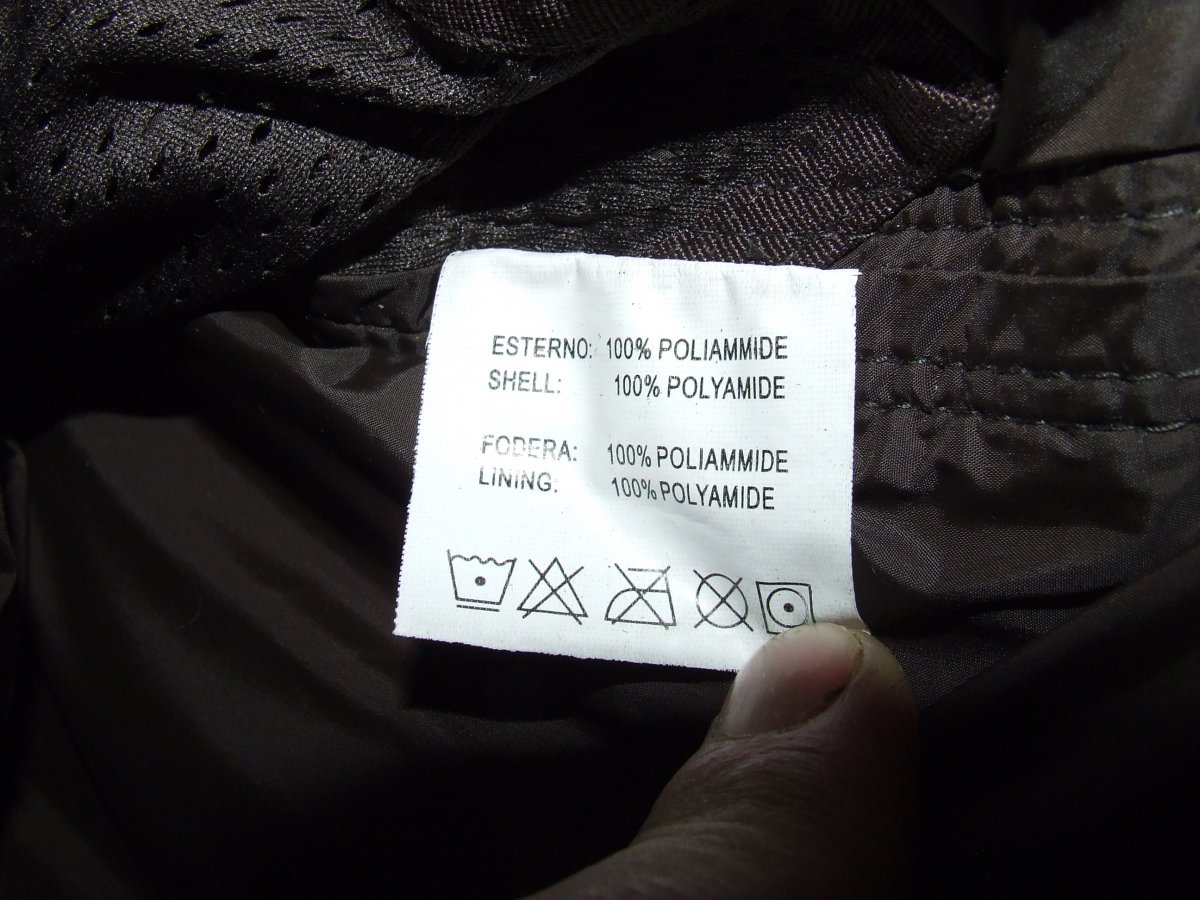 ESTERNO: 100% POLIAMMIDE
SHELL: 100% POLYAMIDE
FODERA: 100% POLIAMMIDE
LINING: 100% POLYAMIDE